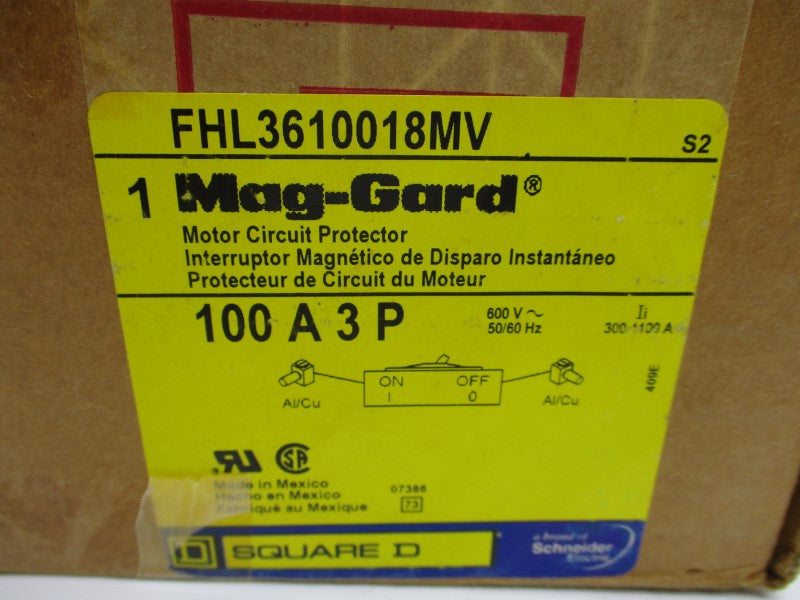 FHL3610018MV
S2
1 Mag-Gard®
Motor Circuit Protector
Interruptor Magnético de Disparo Instantáneo
Protecteur de Circuit du Moteur
100 A 3 P
600 V ~
50/60 Hz
Ii
300-1100 A
409E
ON OFF
I 0
Al/Cu
Al/Cu
Made in Mexico
Hecho en Mexico
Fabriqué au Mexique
07386
73
SQUARE D
a brand of
Schneider
Electric